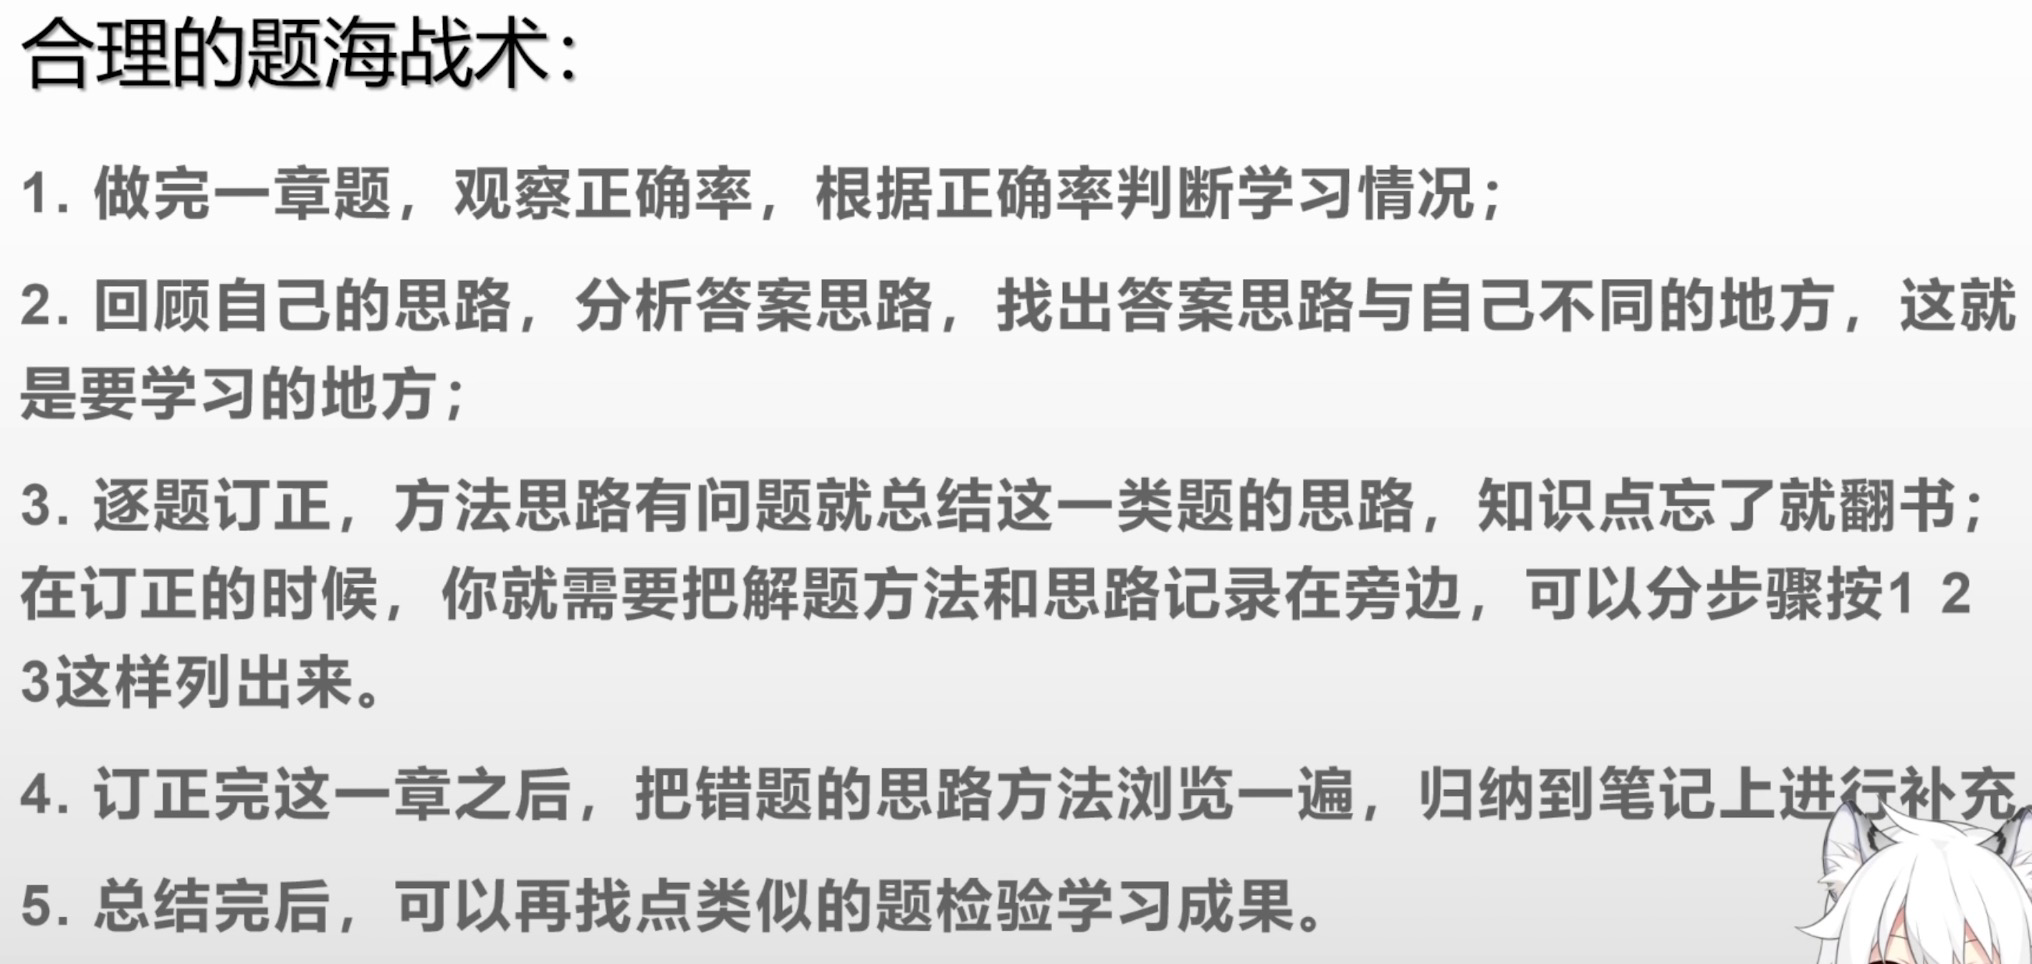 合理的题海战术：
1. 做完一章题，观察正确率，根据正确率判断学习情况；
2. 回顾自己的思路，分析答案思路，找出答案思路与自己不同的地方，这就
是要学习的地方；
3. 逐题订正，方法思路有问题就总结这一类题的思路，知识点忘了就翻书；
在订正的时候，你就需要把解题方法和思路记录在旁边，可以分步骤按1 2
3这样列出来。
4. 订正完这一章之后，把错题的思路方法浏览一遍，归纳到笔记上进行补充。
5. 总结完后，可以再找点类似的题检验学习成果。